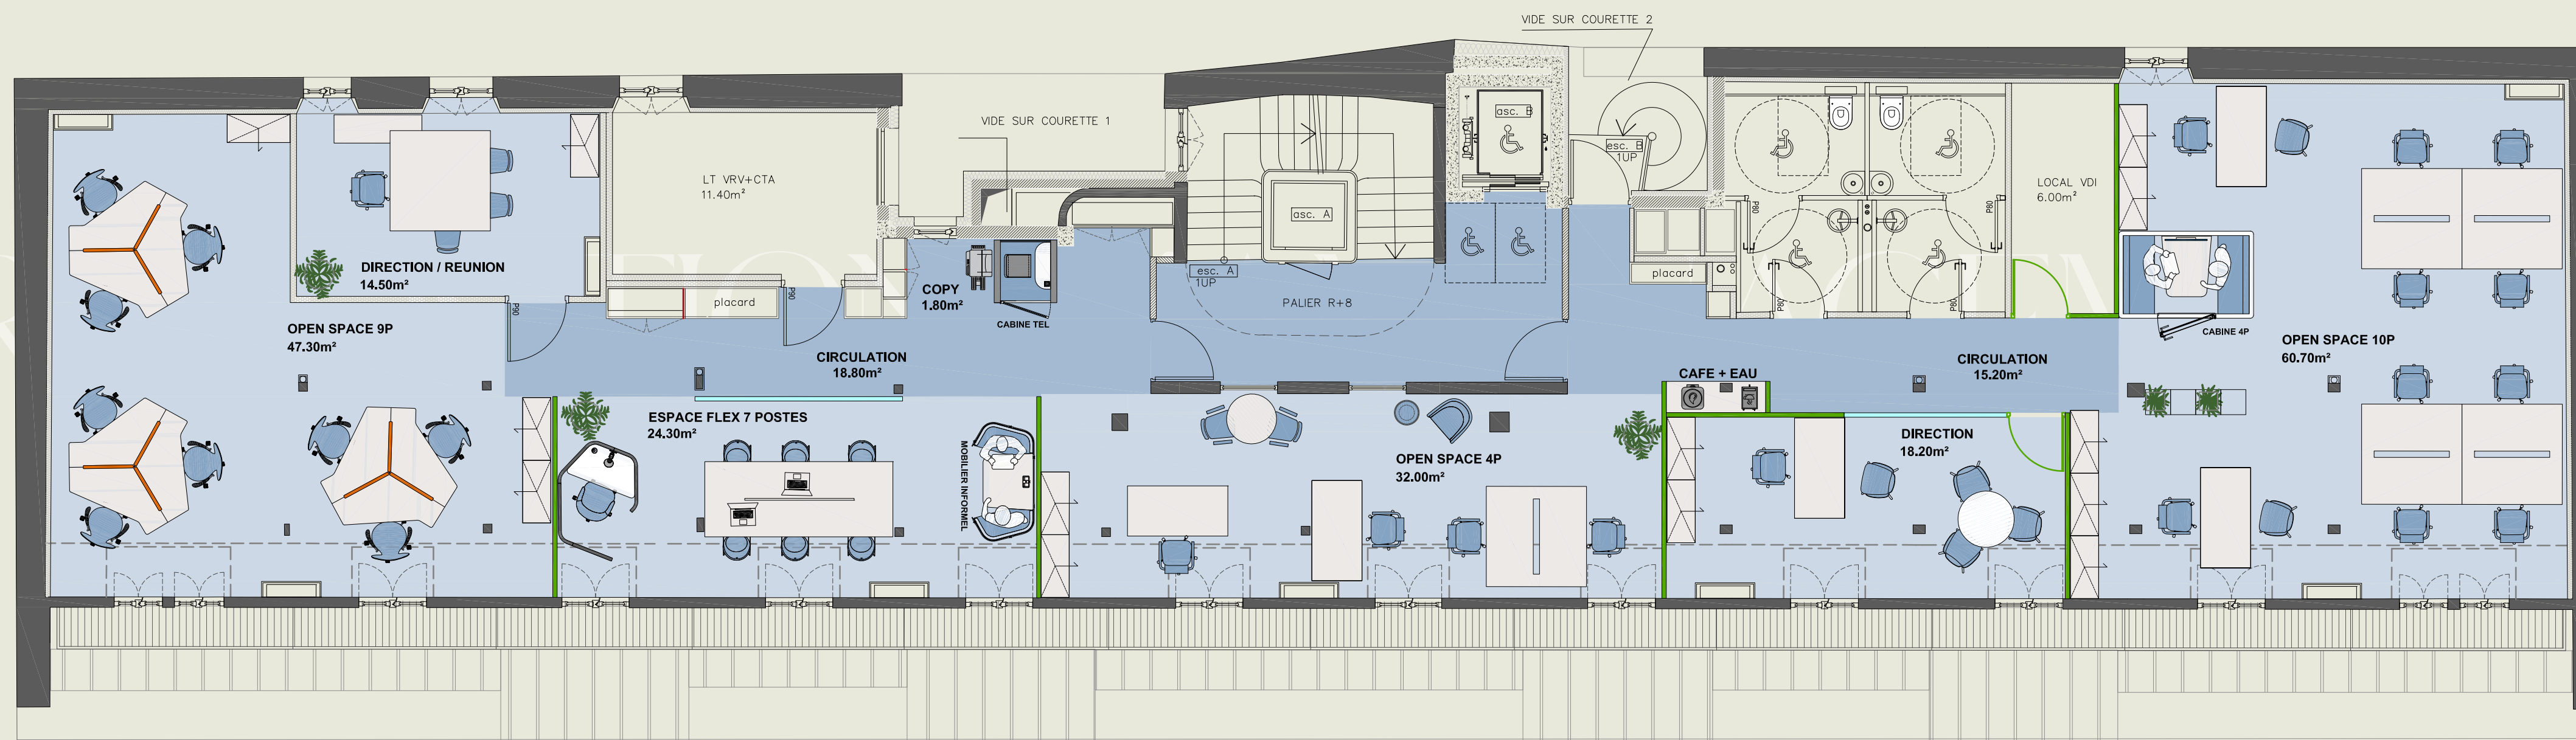 VIDE SUR COURETTE 2
VIDE SUR COURETTE 1
LT VRV+CTA
11.40m²
DIRECTION / REUNION
14.50m²
OPEN SPACE 9P
47.30m²
P90
placard
P90
COPY
1.80m²
CABINE TEL
CIRCULATION
18.80m²
ESPACE FLEX 7 POSTES
24.30m²
MOBILIER INFORMEL
asc. A
esc. A
1UP
PALIER R+8
asc. B
esc. B
1UP
placard
P80
P80
P80
P80
LOCAL VDI
6.00m²
CAFE + EAU
CIRCULATION
15.20m²
OPEN SPACE 4P
32.00m²
DIRECTION
18.20m²
CABINE 4P
OPEN SPACE 10P
60.70m²